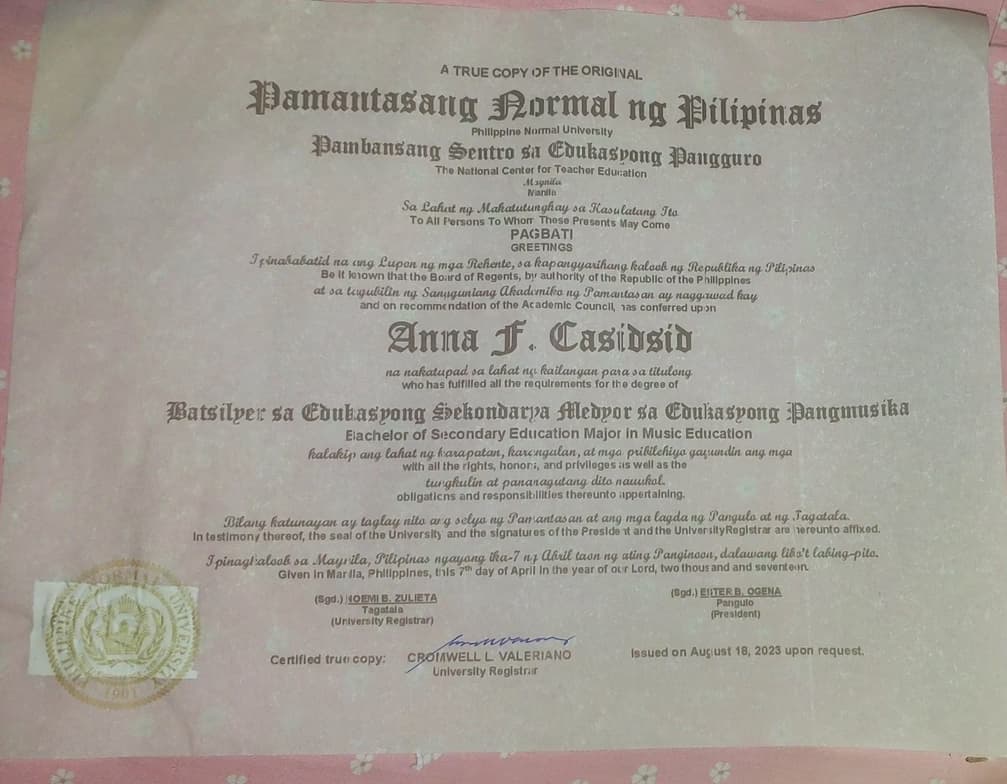 A TRUE COPY OF THE ORIGINAL
Pamantasang Normal ng Pilipinas
Philippine Normal University
Pambansang Sentro sa Edukasyong Pangguro
The National Center for Teacher Education
Maynila
Manila
Sa Lahat ng Makatutunghay sa Kasulatang Ito
To All Persons To Whom These Presents May Come
PAGBATI
GREETINGS
Ipinababatid na ang Lupon ng mga Rehente, sa kapangyarihang kaloob ng Republika ng Pilipinas
Be it known that the Board of Regents, by authority of the Republic of the Philippines
at sa tagubilin ng Sangguniang Akademiko ng Pamantasan ay naggawad kay
and on recommendation of the Academic Council, has conferred upon
Anna F. Casidsid
na nakatupad sa lahat ng kailangan para sa titulong
who has fulfilled all the requirements for the degree of
Batsilyer sa Edukasyong Sekondarya Medyor sa Edukasyong Pangmusika
Bachelor of Secondary Education Major in Music Education
kalakip ang lahat ng karapatan, karangalan, at mga pribilehiyo gayundin ang mga
with all the rights, honors, and privileges as well as the
tungkulin at pananagutang dito nauukol.
obligations and responsibilities thereunto appertaining.
Bilang katunayan ay taglay nito ang selyo ng Pamantasan at ang mga lagda ng Pangulo at ng Tagatala.
In testimony thereof, the seal of the University and the signatures of the President and the University Registrar are hereunto affixed.
Ipinagkaloob sa Maynila, Pilipinas ngayong ika-7 ng Abril taon ng ating Panginoon, dalawang libo't labing-pito.
Given in Manila, Philippines, this 7th day of April in the year of our Lord, two thousand and seventeen.
(Sgd.) NOEMI B. ZULIETA
Tagatala
(University Registrar)
(Sgd.) ESTER B. OGENA
Pangulo
(President)
Certified true copy:
CROMWELL L. VALERIANO
University Registrar
Issued on August 18, 2023 upon request.
PHILIPPINE NORMAL UNIVERSITY
1901